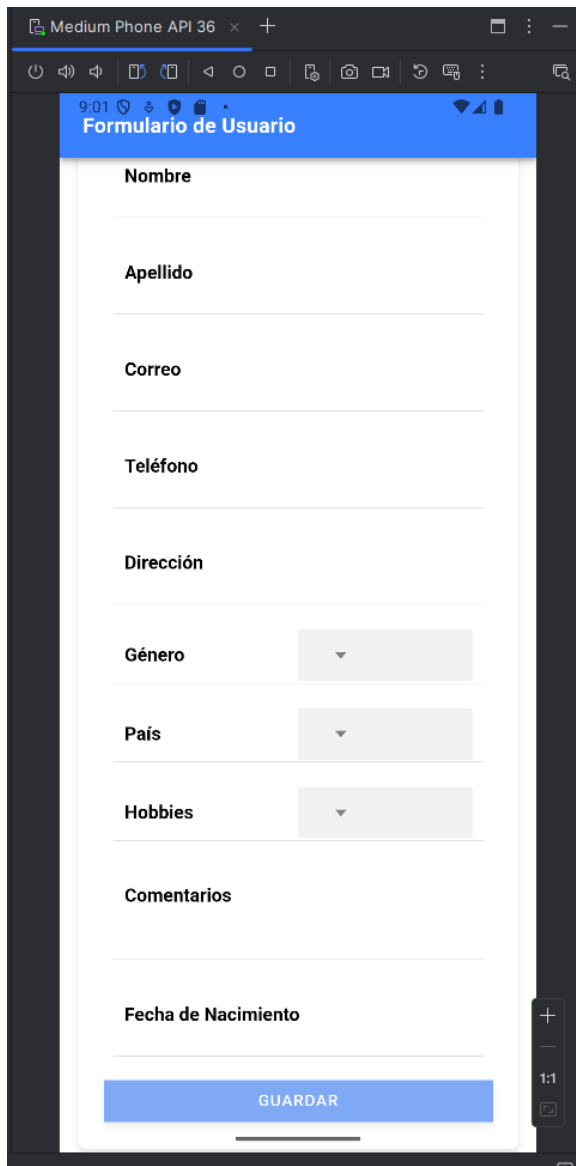 Medium Phone API 36
9:01
Formulario de Usuario
Nombre
Apellido
Correo
Teléfono
Dirección
Género
País
Hobbies
Comentarios
Fecha de Nacimiento
1:1
GUARDAR